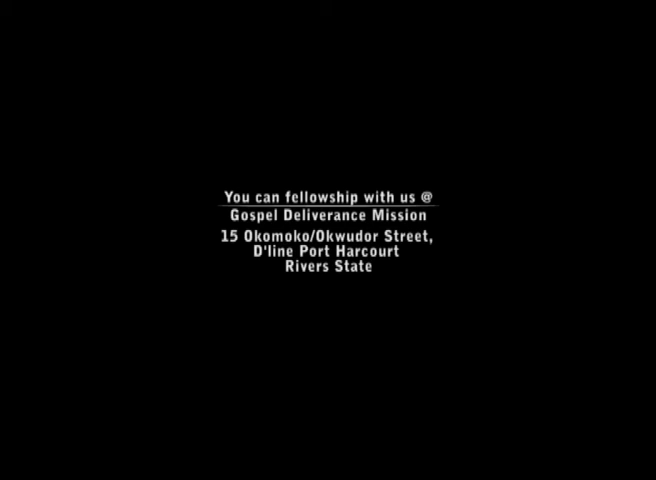 You can fellowship with us @
Gospel Deliverance Mission
15 Okomoko/Okwudor Street,
D'line Port Harcourt
Rivers State